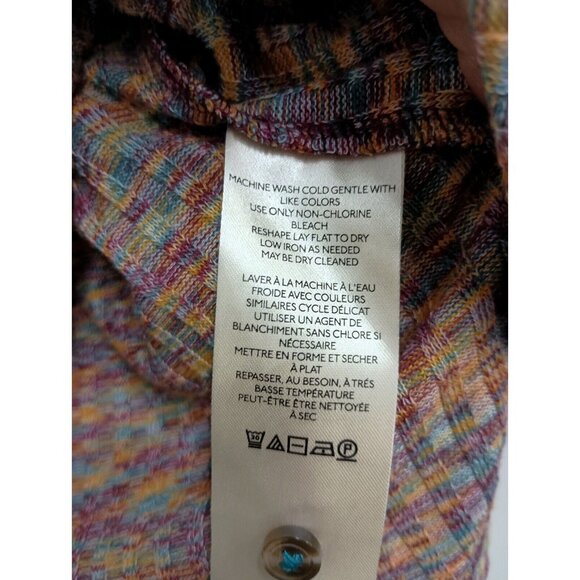 MACHINE WASH COLD GENTLE WITH
LIKE COLORS
USE ONLY NON-CHLORINE
BLEACH
RESHAPE LAY FLAT TO DRY
LOW IRON AS NEEDED
MAY BE DRY CLEANED
LAVER À LA MACHINE À L'EAU
FROIDE AVEC COULEURS
SIMILAIRES CYCLE DÉLICAT
UTILISER UN AGENT DE
BLANCHIMENT SANS CHLORE SI
NÉCESSAIRE
METTRE EN FORME ET SECHER
À PLAT
REPASSER, AU BESOIN, À TRÉS
BASSE TEMPÉRATURE
PEUT-ÊTRE ÊTRE NETTOYÉE
À SEC
30 P